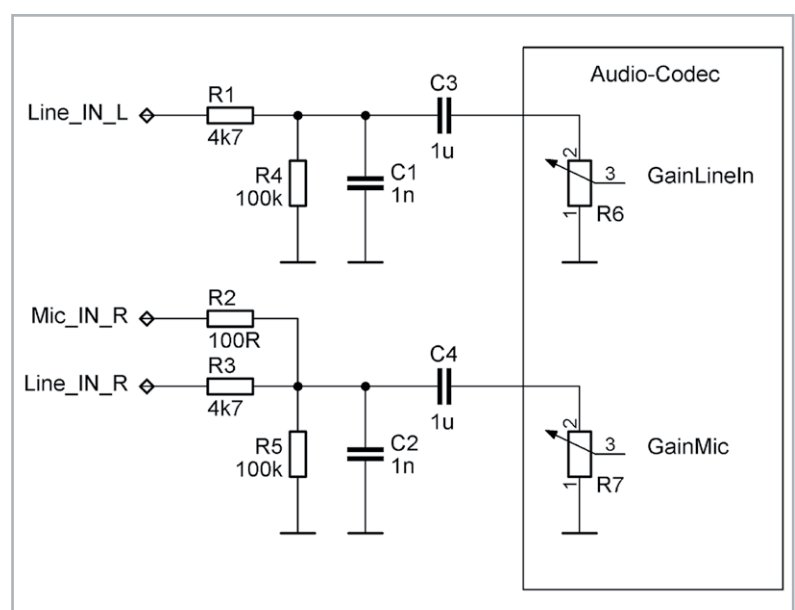 Audio-Codec
Line_IN_L
R1
4k7
R4
100k
C1
1n
C3
1u
2
3
1
R6
GainLineIn
Mic_IN_R
R2
100R
Line_IN_R
R3
4k7
R5
100k
C2
1n
C4
1u
2
3
1
R7
GainMic